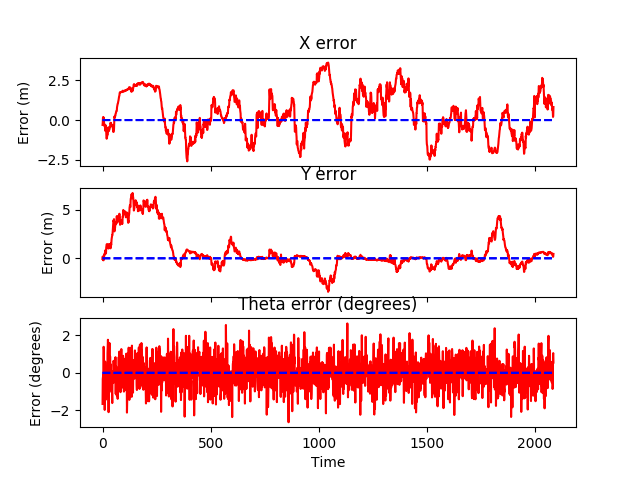 X error
Error (m)
2.5
0.0
−2.5
Y error
Error (m)
5
0
Theta error (degrees)
Error (degrees)
2
0
−2
0 500 1000 1500 2000
Time